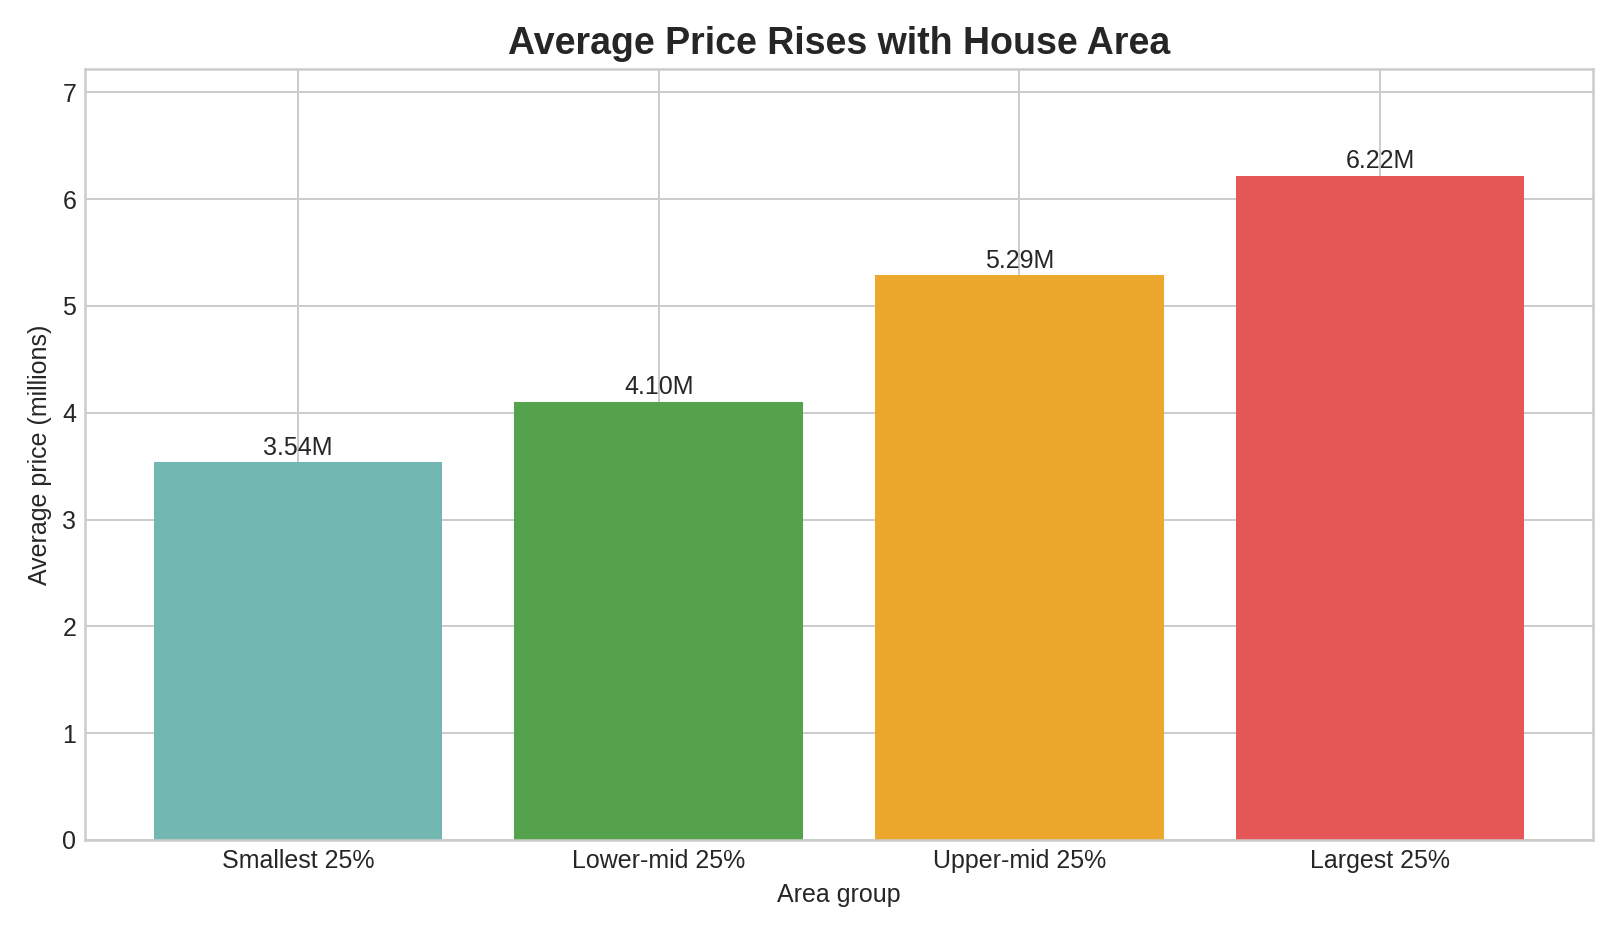 Average Price Rises with House Area
7
6
5
4
3
2
1
0
Average price (millions)
3.54M
4.10M
5.29M
6.22M
Smallest 25%
Lower-mid 25%
Upper-mid 25%
Largest 25%
Area group